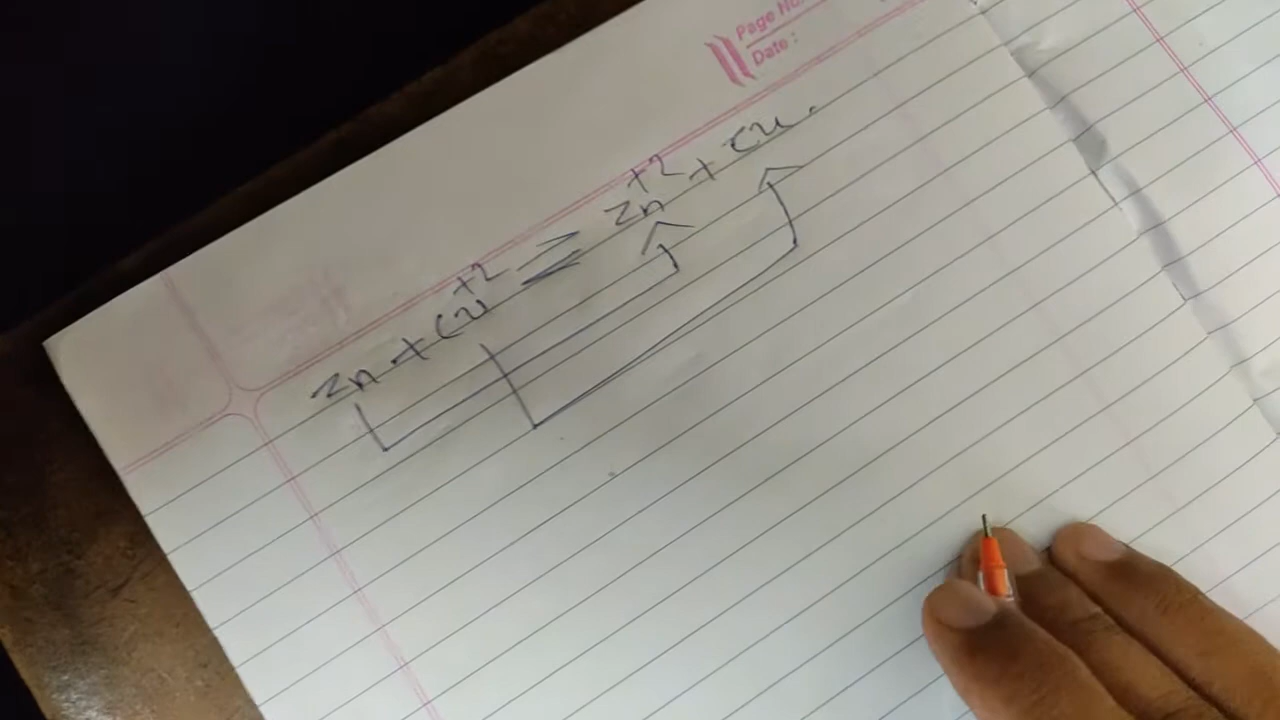 Page No
Date :
Zn + Cu⁺² ⇌ Zn⁺² + Cu.